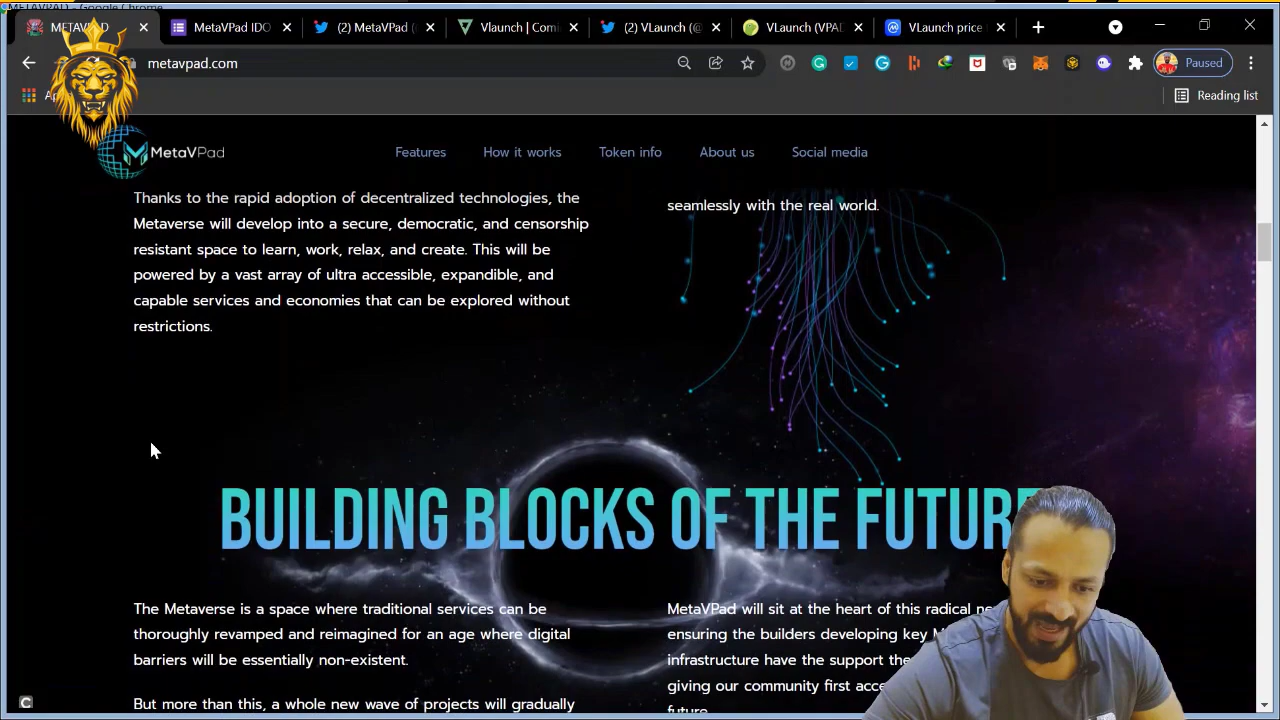 METAVPAD - Google Chrome
METAVPAD
MetaVPad IDO
(2) MetaVPad (
Vlaunch | Comi
(2) VLaunch (@
VLaunch (VPAD
VLaunch price
metavpad.com
Paused
Reading list
MetaVPad
Features
How it works
Token info
About us
Social media
Thanks to the rapid adoption of decentralized technologies, the
Metaverse will develop into a secure, democratic, and censorship
resistant space to learn, work, relax, and create. This will be
powered by a vast array of ultra accessible, expandible, and
capable services and economies that can be explored without
restrictions.
seamlessly with the real world.
BUILDING BLOCKS OF THE FUTURE
The Metaverse is a space where traditional services can be
thoroughly revamped and reimagined for an age where digital
barriers will be essentially non-existent.
But more than this, a whole new wave of projects will gradually
MetaVPad will sit at the heart of this radical
ensuring the builders developing key
infrastructure have the support
giving our community first
future.